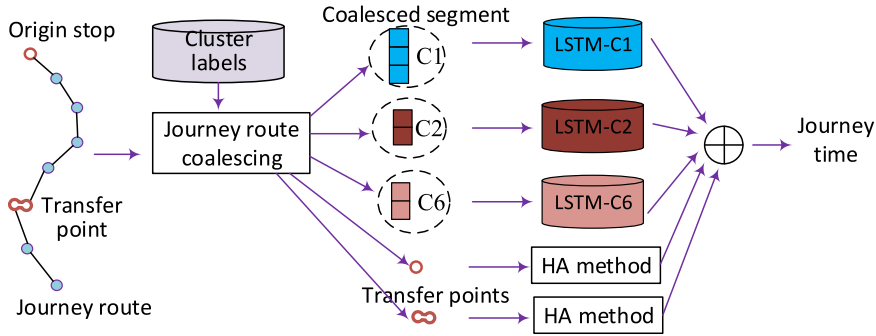 Origin stop
Cluster
labels
Coalesced segment
C1
LSTM-C1
Journey route
coalescing
C2
LSTM-C2
Journey
time
Transfer
point
C6
LSTM-C6
HA method
Transfer points
HA method
Journey route